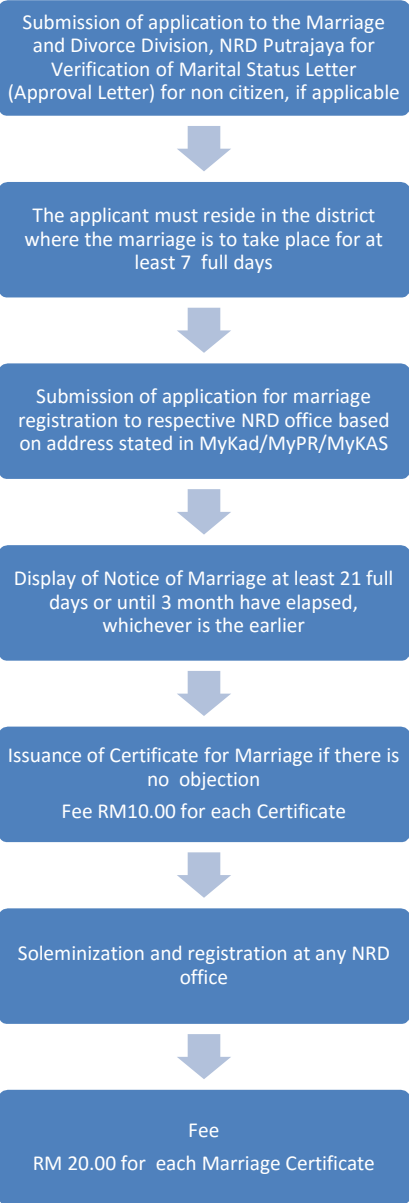 Submission of application to the Marriage
and Divorce Division, NRD Putrajaya for
Verification of Marital Status Letter
(Approval Letter) for non citizen, if applicable
The applicant must reside in the district
where the marriage is to take place for at
least 7 full days
Submission of application for marriage
registration to respective NRD office based
on address stated in MyKad/MyPR/MyKAS
Display of Notice of Marriage at least 21 full
days or until 3 month have elapsed,
whichever is the earlier
Issuance of Certificate for Marriage if there is
no objection
Fee RM10.00 for each Certificate
Soleminization and registration at any NRD
office
Fee
RM 20.00 for each Marriage Certificate